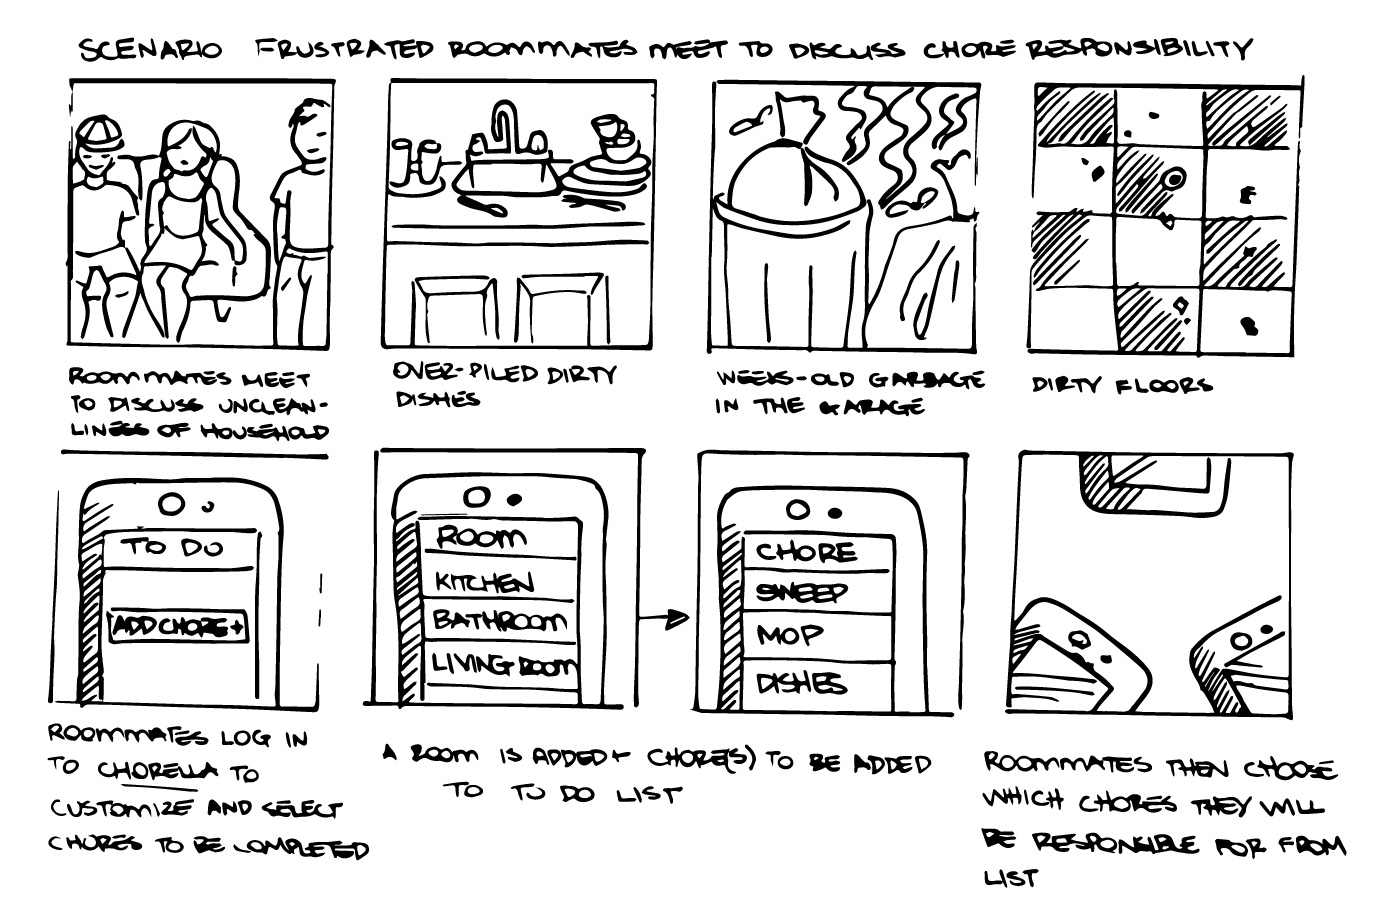 SCENARIO FRUSTRATED ROOMMATES MEET TO DISCUSS CHORE RESPONSIBILITY
ROOMMATES MEET
TO DISCUSS UNCLEAN-
LINESS OF HOUSEHOLD
OVER-PILED DIRTY
DISHES
WEEKS-OLD GARBAGE
IN THE GARAGE
DIRTY FLOORS
TO DO
ADD CHORE+
ROOM
KITCHEN
BATHROOM
LIVING ROOM
CHORE
SWEEP
MOP
DISHES
ROOMMATES LOG IN
TO CHORELLA TO
CUSTOMIZE AND SELECT
CHORES TO BE COMPLETED
A ROOM IS ADDED + CHORE(S) TO BE ADDED
TO TO DO LIST
ROOMMATES THEN CHOOSE
WHICH CHORES THEY WILL
BE RESPONSIBLE FOR FROM
LIST